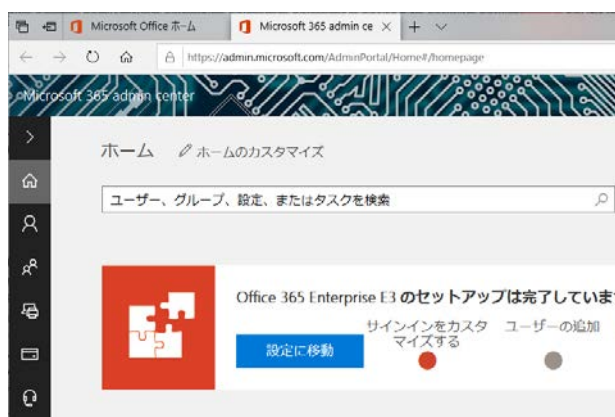 Microsoft Office ホーム
Microsoft 365 admin ce
https://admin.microsoft.com/AdminPortal/Home#/homepage
Microsoft 365 admin center
ホーム
ホームのカスタマイズ
ユーザー、グループ、設定、またはタスクを検索
Office 365 Enterprise E3 のセットアップは完了していま
設定に移動
サインインをカスタ
マイズする
ユーザーの追加